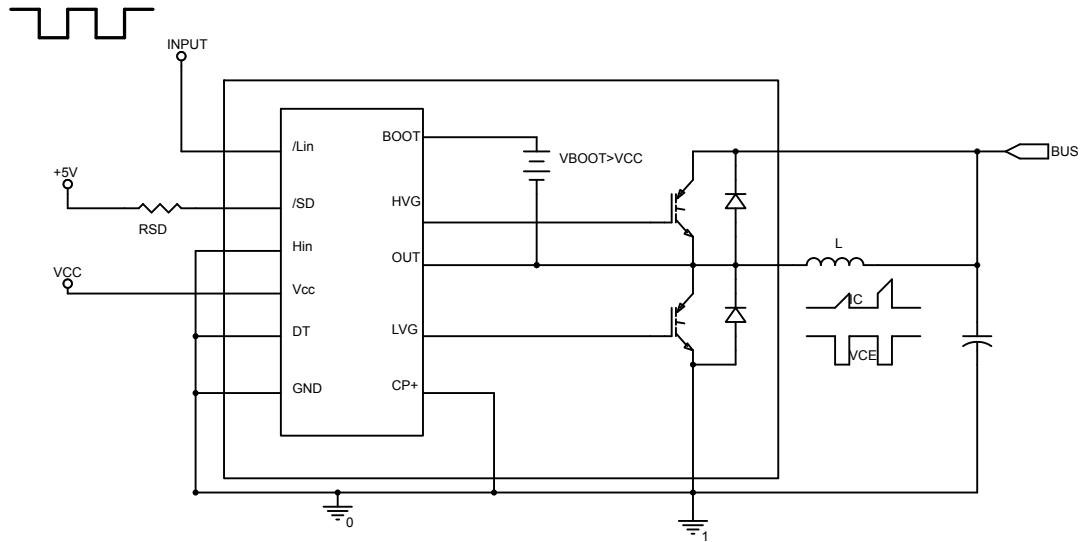 INPUT
/Lin
BOOT
VBOOT>VCC
BUS
+5V
/SD
HVG
RSD
Hin
OUT
L
VCC
Vcc
IC
DT
LVG
VCE
GND
CP+
0
1